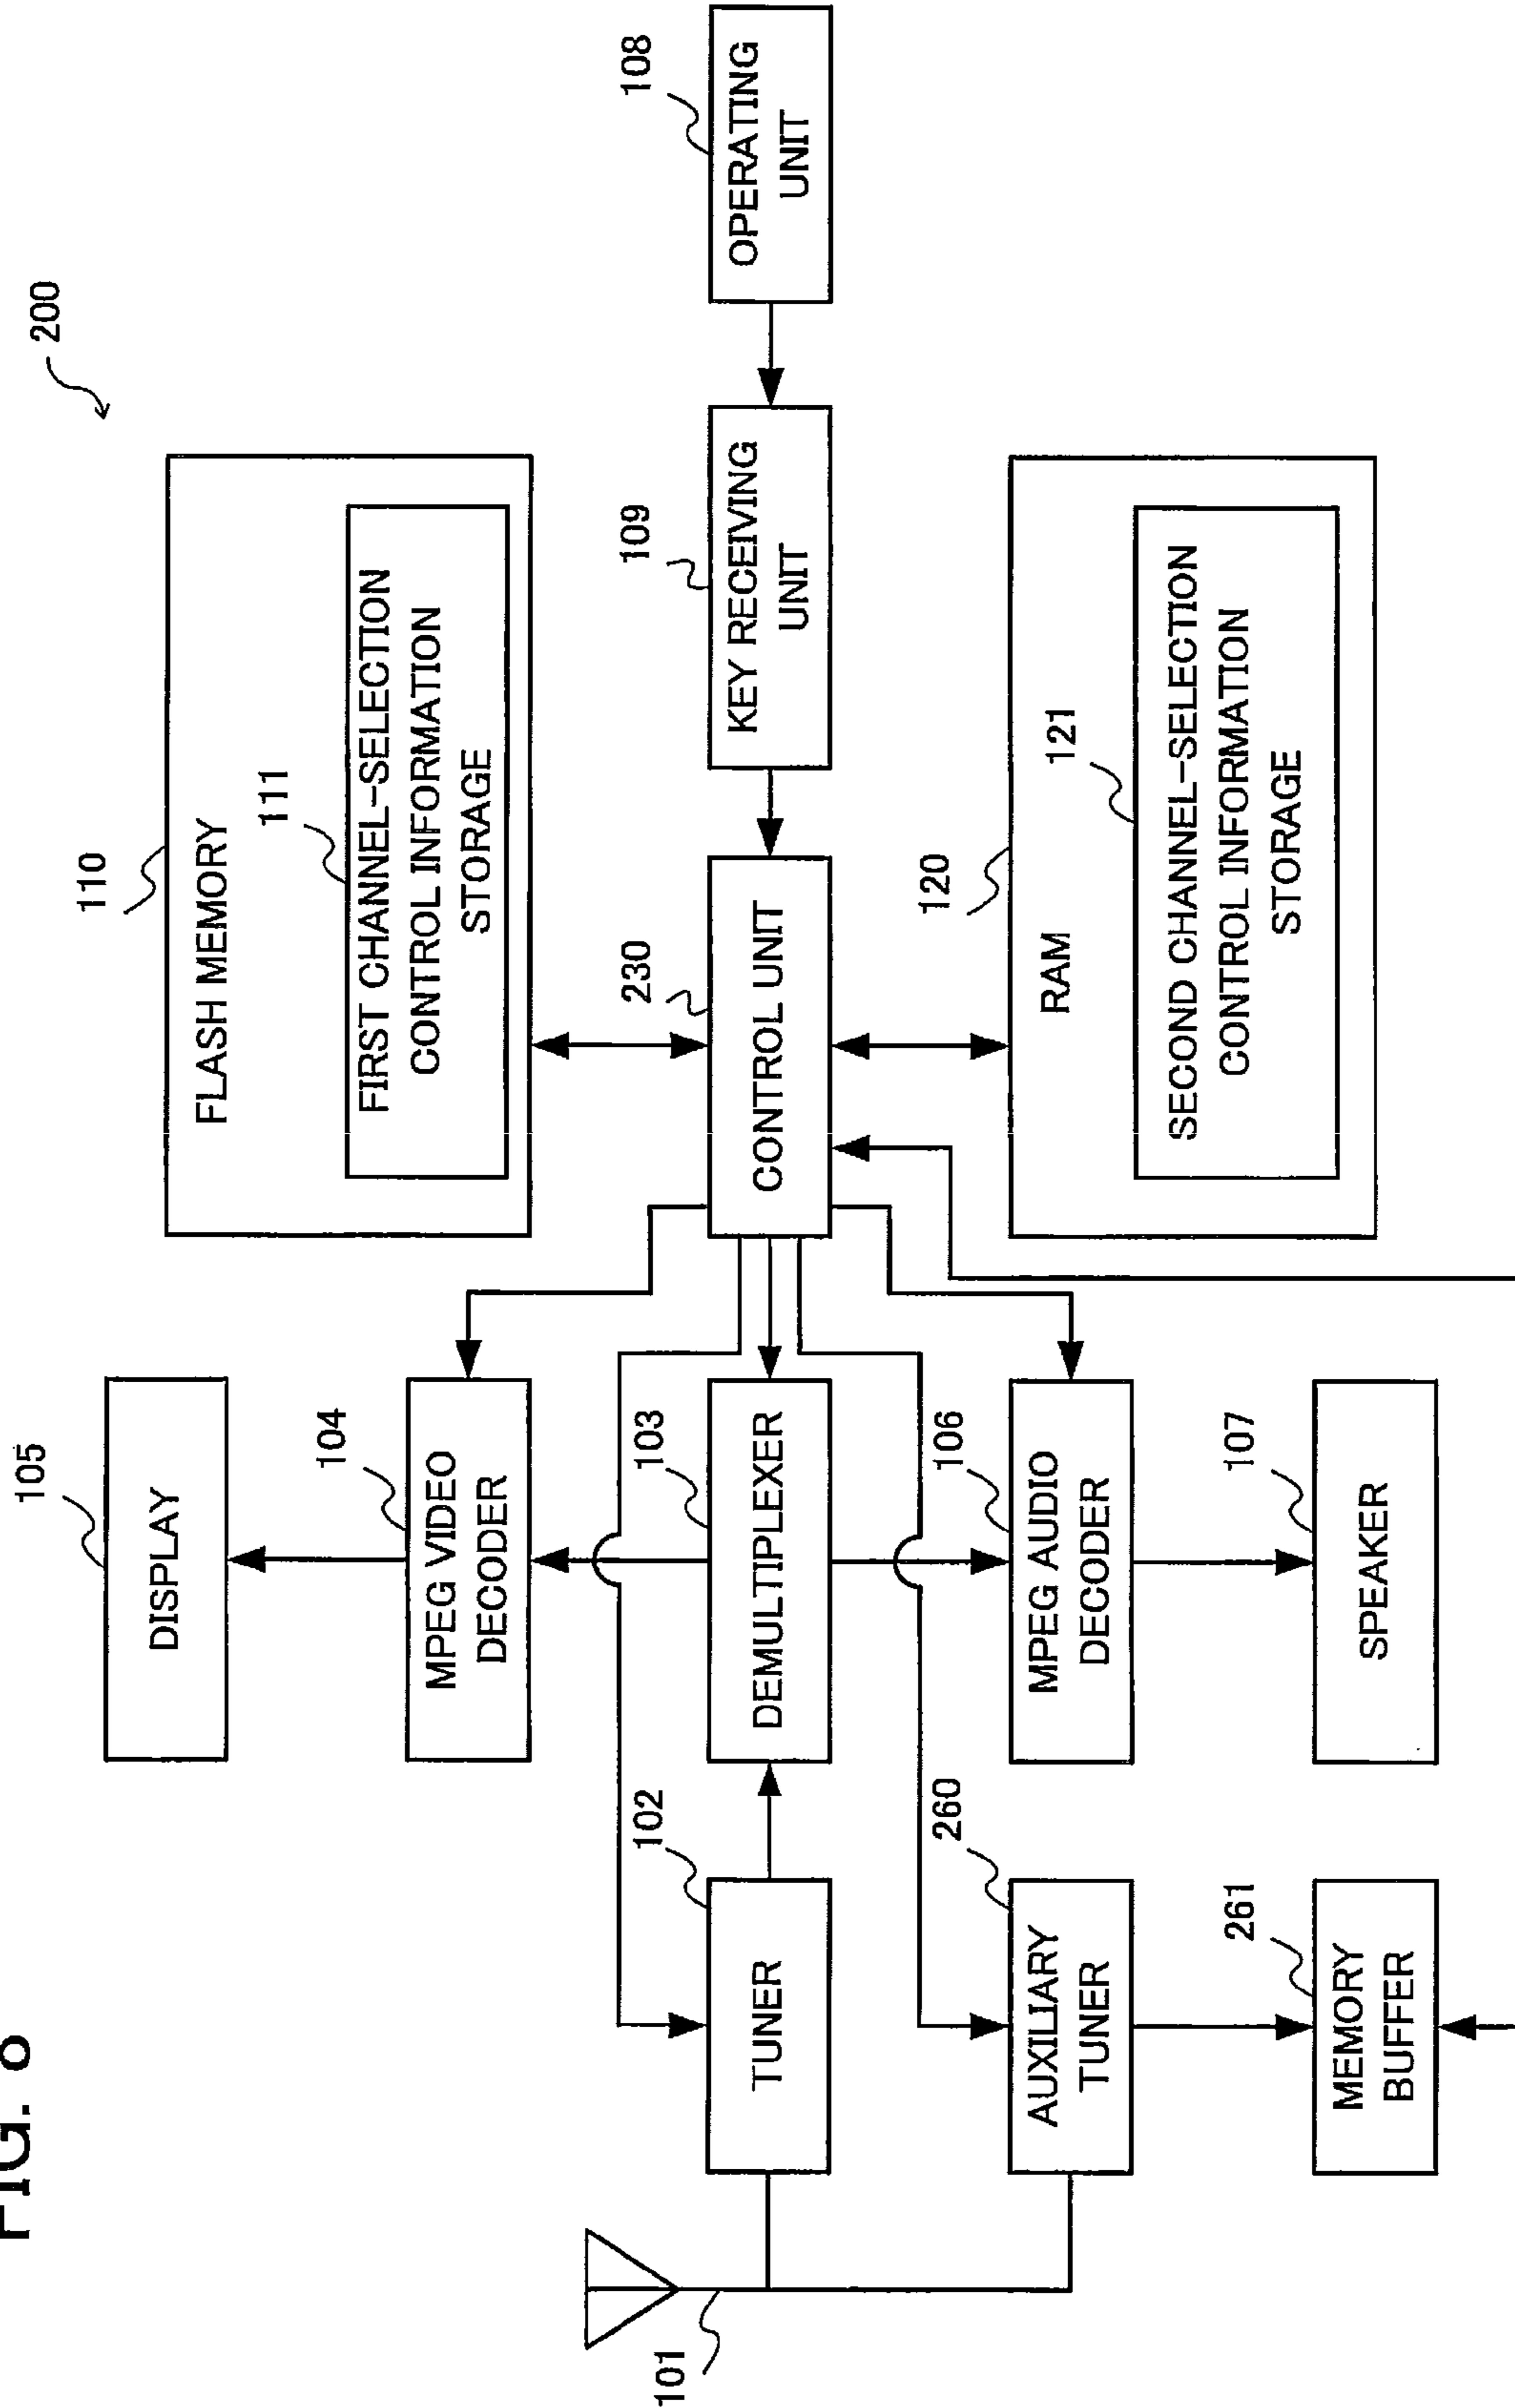 FIG.
200
105
DISPLAY
110
FLASH MEMORY
111
FIRST CHANNEL-SELECTION
CONTROL INFORMATION
STORAGE
104
MPEG VIDEO
DECODER
101
102
TUNER
103
DEMULTIPLEXER
230
CONTROL UNIT
109
KEY RECEIVING
UNIT
108
OPERATING
UNIT
260
AUXILIARY
TUNER
106
MPEG AUDIO
DECODER
120
RAM
121
SECOND CHANNEL-SELECTION
CONTROL INFORMATION
STORAGE
261
MEMORY
BUFFER
107
SPEAKER